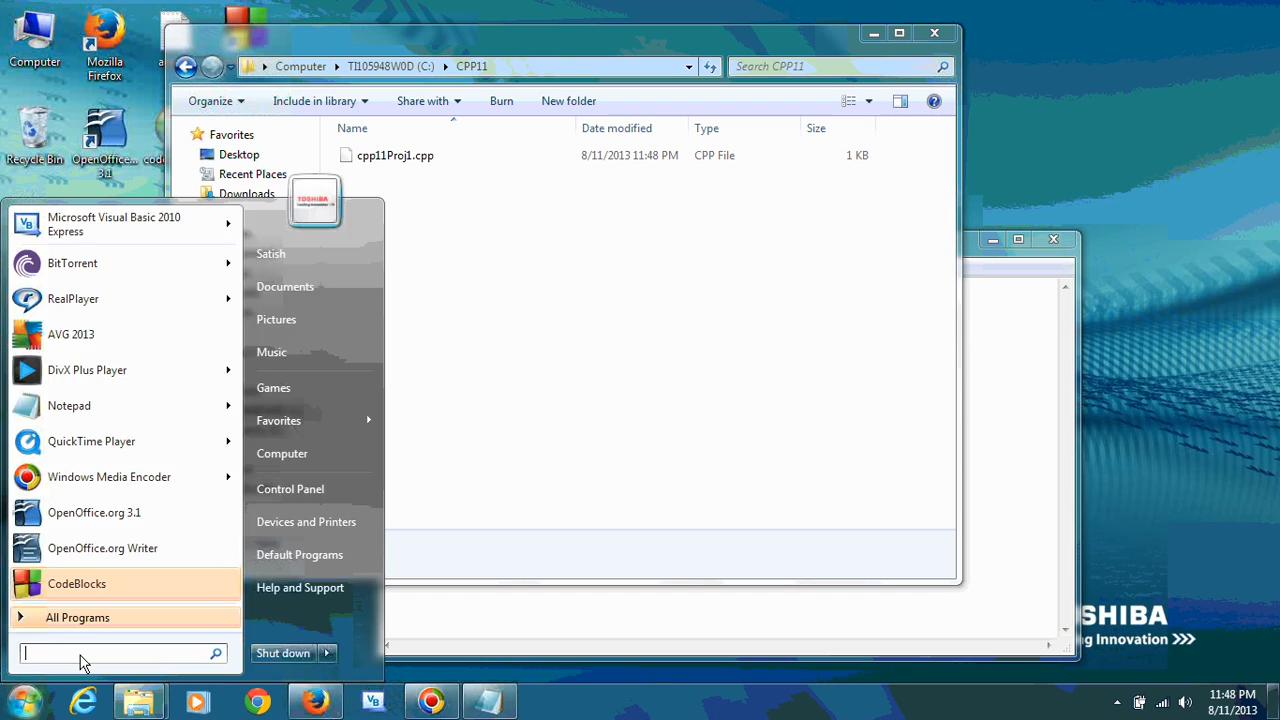 Computer
Mozilla
Firefox
Recycle Bin
OpenOffice...
3.1
Computer
TI105948W0D (C:)
CPP11
Search CPP11
Organize
Include in library
Share with
Burn
New folder
Favorites
Desktop
Recent Places
Downloads
Name
Date modified
Type
Size
cpp11Proj1.cpp
8/11/2013 11:48 PM
CPP File
1 KB
TOSHIBA
Microsoft Visual Basic 2010
Express
BitTorrent
RealPlayer
AVG 2013
DivX Plus Player
Notepad
QuickTime Player
Windows Media Encoder
OpenOffice.org 3.1
OpenOffice.org Writer
CodeBlocks
All Programs
Satish
Documents
Pictures
Music
Games
Favorites
Computer
Control Panel
Devices and Printers
Default Programs
Help and Support
Shut down
SHIBA
ng Innovation >>>
11:48 PM
8/11/2013